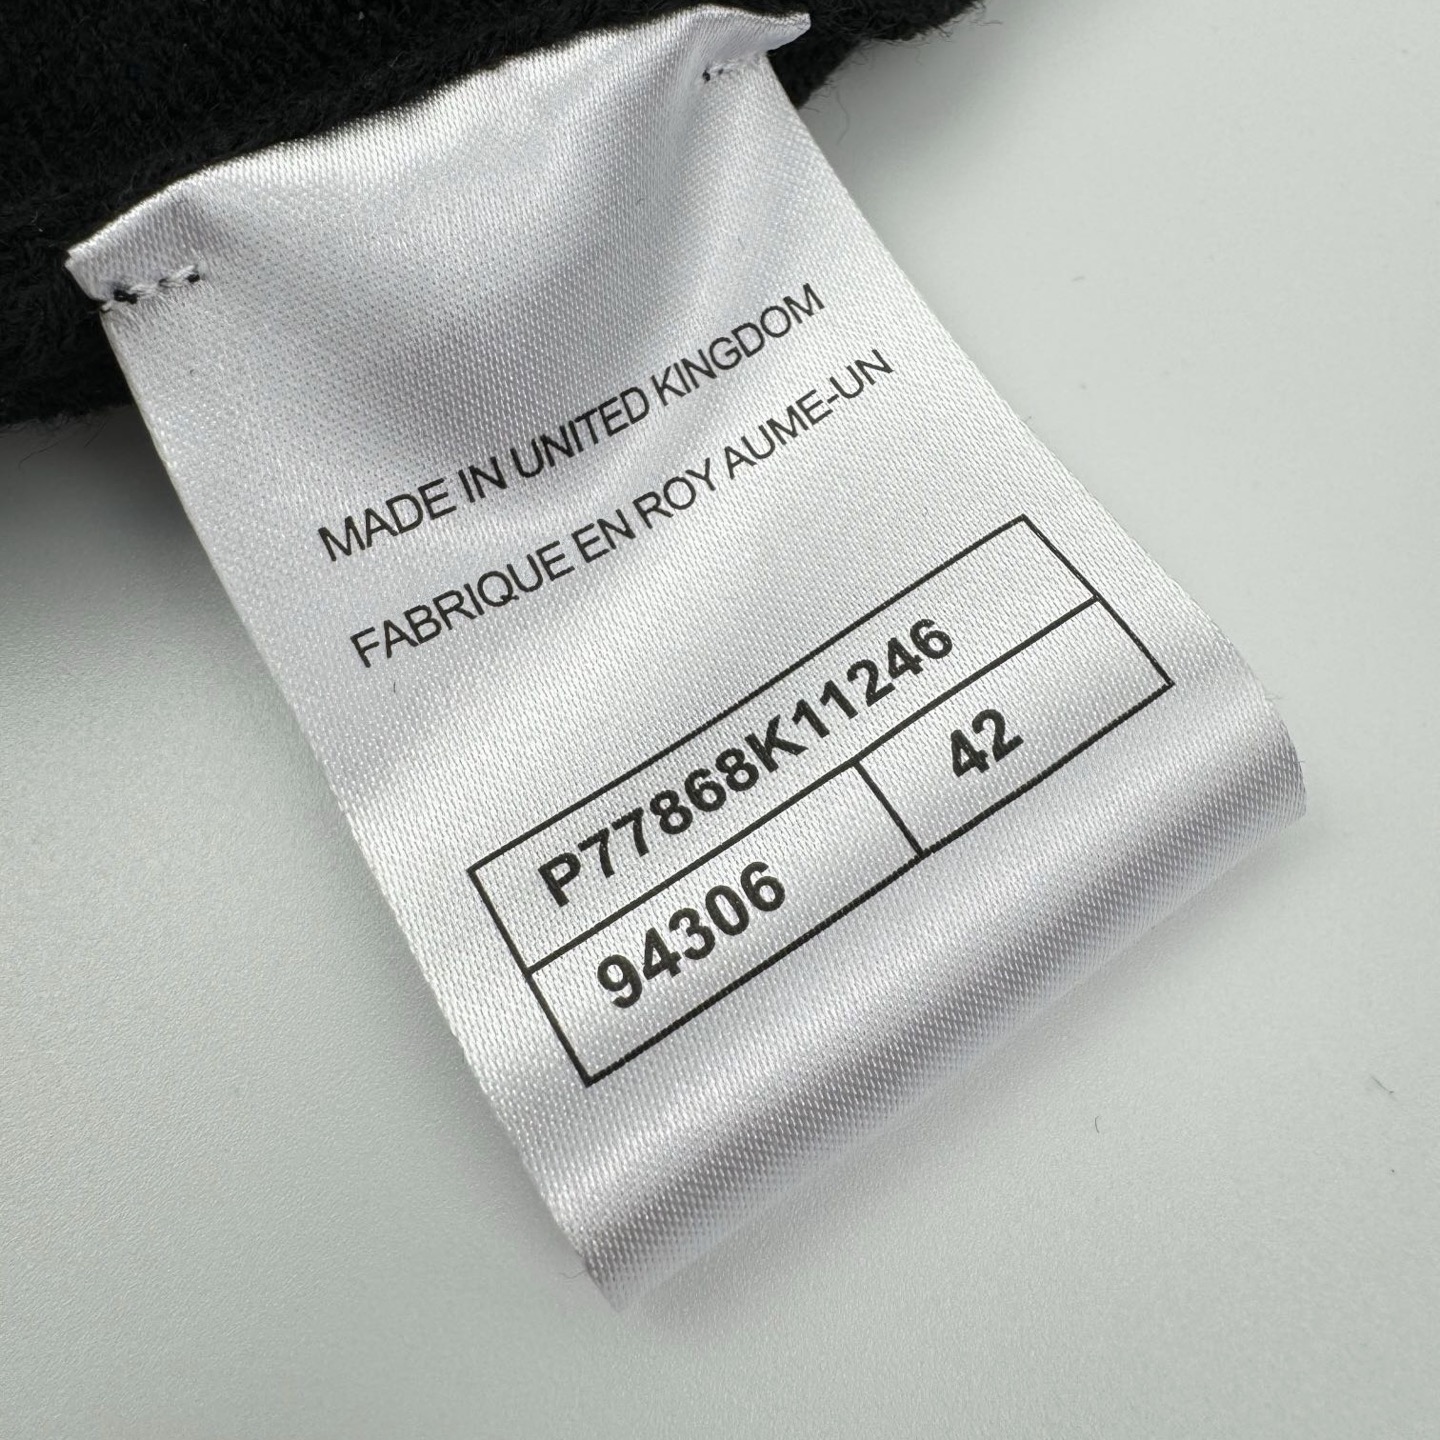 MADE IN UNITED KINGDOM
FABRIQUE EN ROY AUME-UN
P77868K11246
94306 42